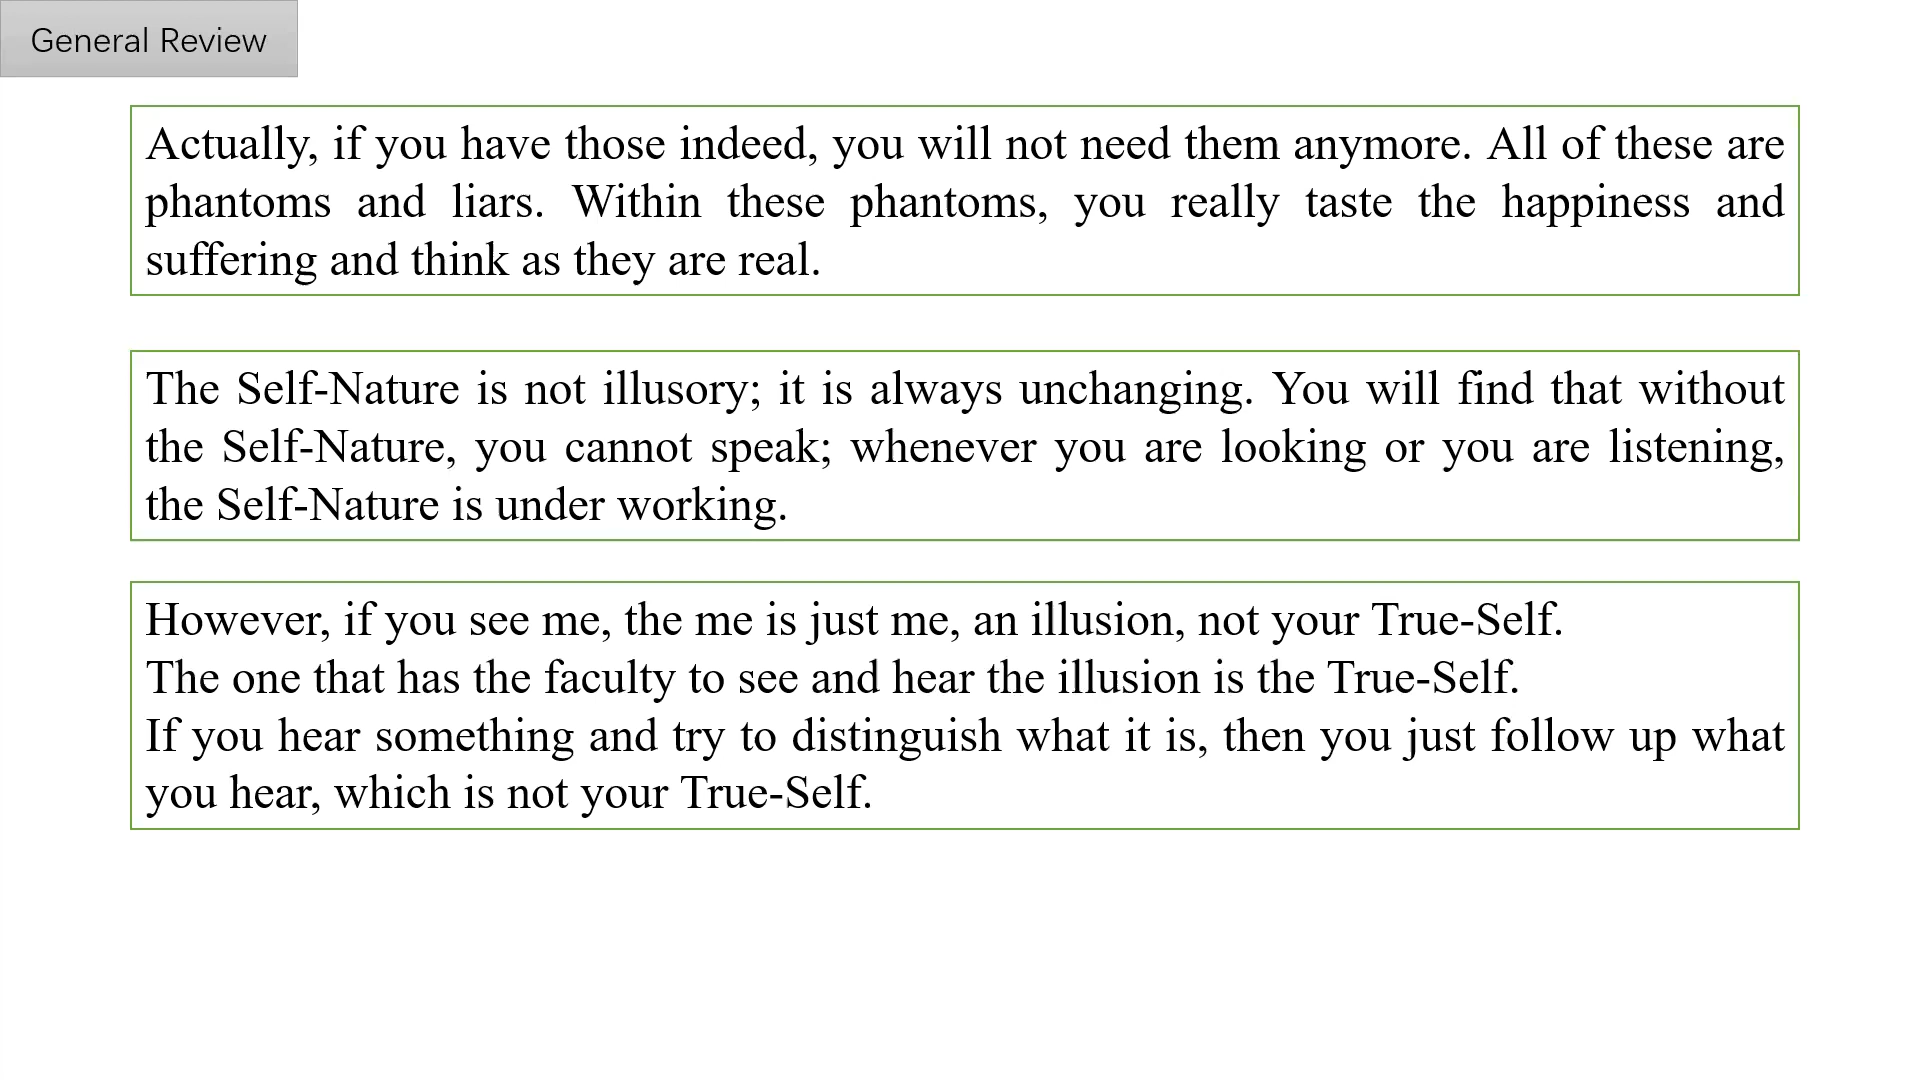 General Review
Actually, if you have those indeed, you will not need them anymore. All of these are
phantoms and liars. Within these phantoms, you really taste the happiness and
suffering and think as they are real.
The Self-Nature is not illusory; it is always unchanging. You will find that without
the Self-Nature, you cannot speak; whenever you are looking or you are listening,
the Self-Nature is under working.
However, if you see me, the me is just me, an illusion, not your True-Self.
The one that has the faculty to see and hear the illusion is the True-Self.
If you hear something and try to distinguish what it is, then you just follow up what
you hear, which is not your True-Self.